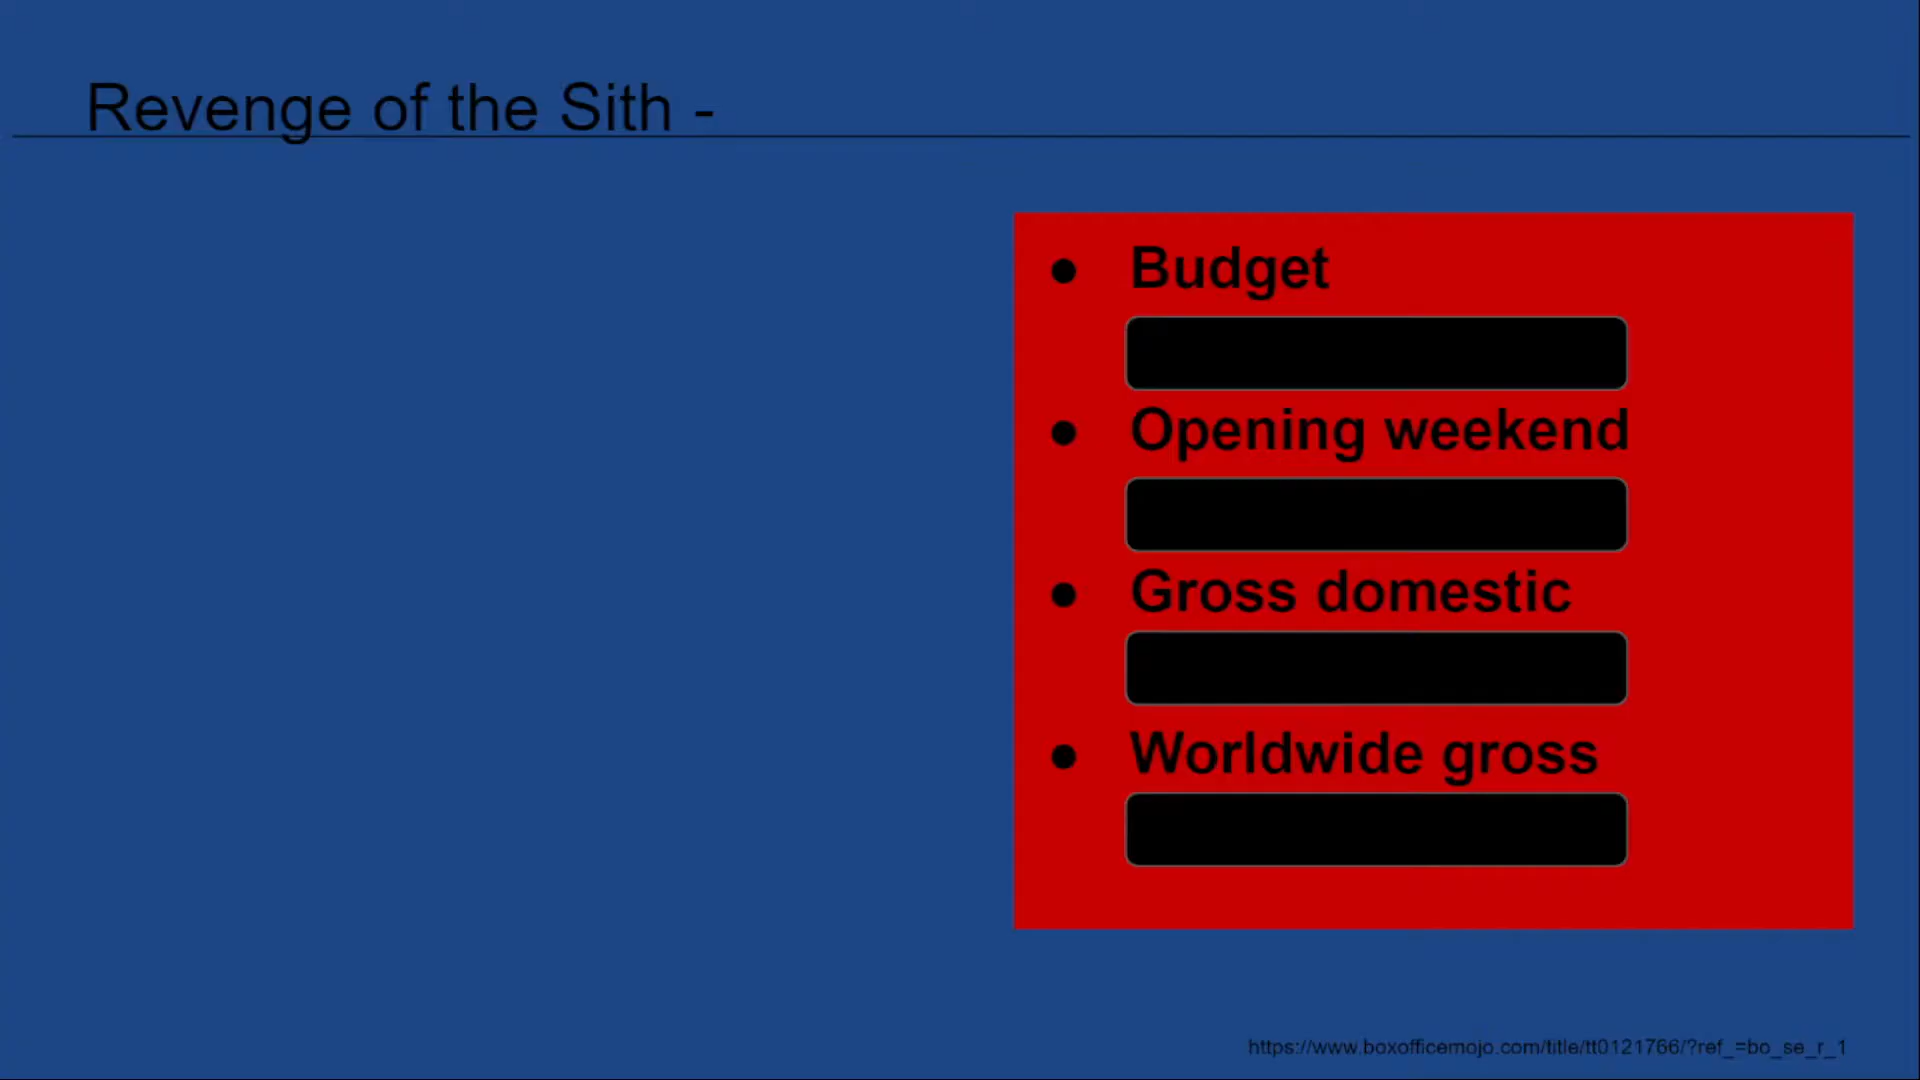 Revenge of the Sith -
● Budget
● Opening weekend
● Gross domestic
● Worldwide gross
https://www.boxofficemojo.com/title/tt0121766/?ref_=bo_se_r_1